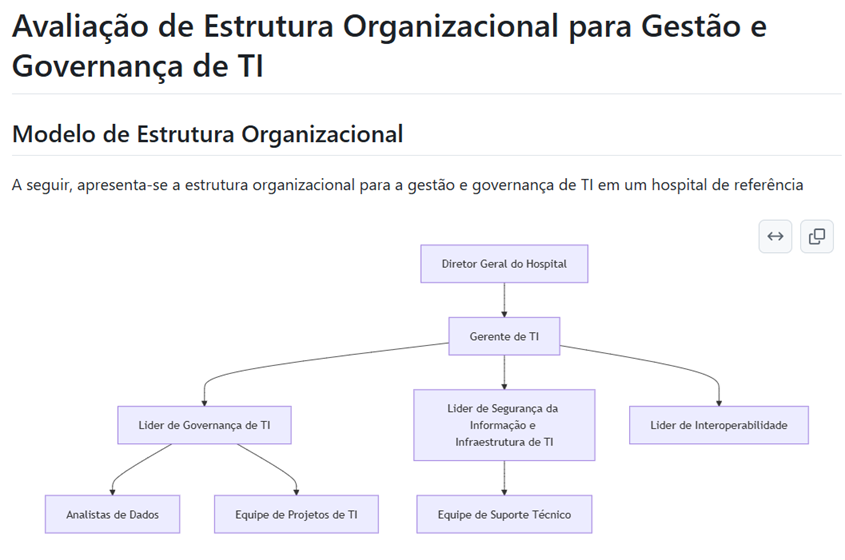 Avaliação de Estrutura Organizacional para Gestão e
Governança de TI
Modelo de Estrutura Organizacional
A seguir, apresenta-se a estrutura organizacional para a gestão e governança de TI em um hospital de referência
Diretor Geral do Hospital
Gerente de TI
Líder de Governança de TI
Líder de Segurança da
Informação e
Infraestrutura de TI
Líder de Interoperabilidade
Analistas de Dados
Equipe de Projetos de TI
Equipe de Suporte Técnico